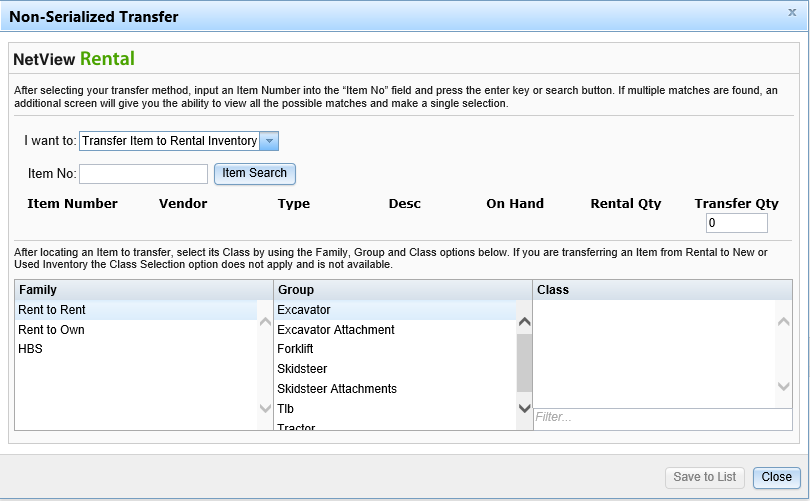 Non-Serialized Transfer
x
NetView Rental
After selecting your transfer method, input an Item Number into the “Item No” field and press the enter key or search button. If multiple matches are found, an
additional screen will give you the ability to view all the possible matches and make a single selection.
I want to: Transfer Item to Rental Inventory
Item No: Item Search
Item Number Vendor Type Desc On Hand Rental Qty Transfer Qty
0
After locating an Item to transfer, select its Class by using the Family, Group and Class options below. If you are transferring an Item from Rental to New or
Used Inventory the Class Selection option does not apply and is not available.
Family Group Class
Rent to Rent Excavator
Rent to Own Excavator Attachment
HBS Forklift
Skidsteer
Skidsteer Attachments
Tlb
Tractor
Filter...
Save to List Close